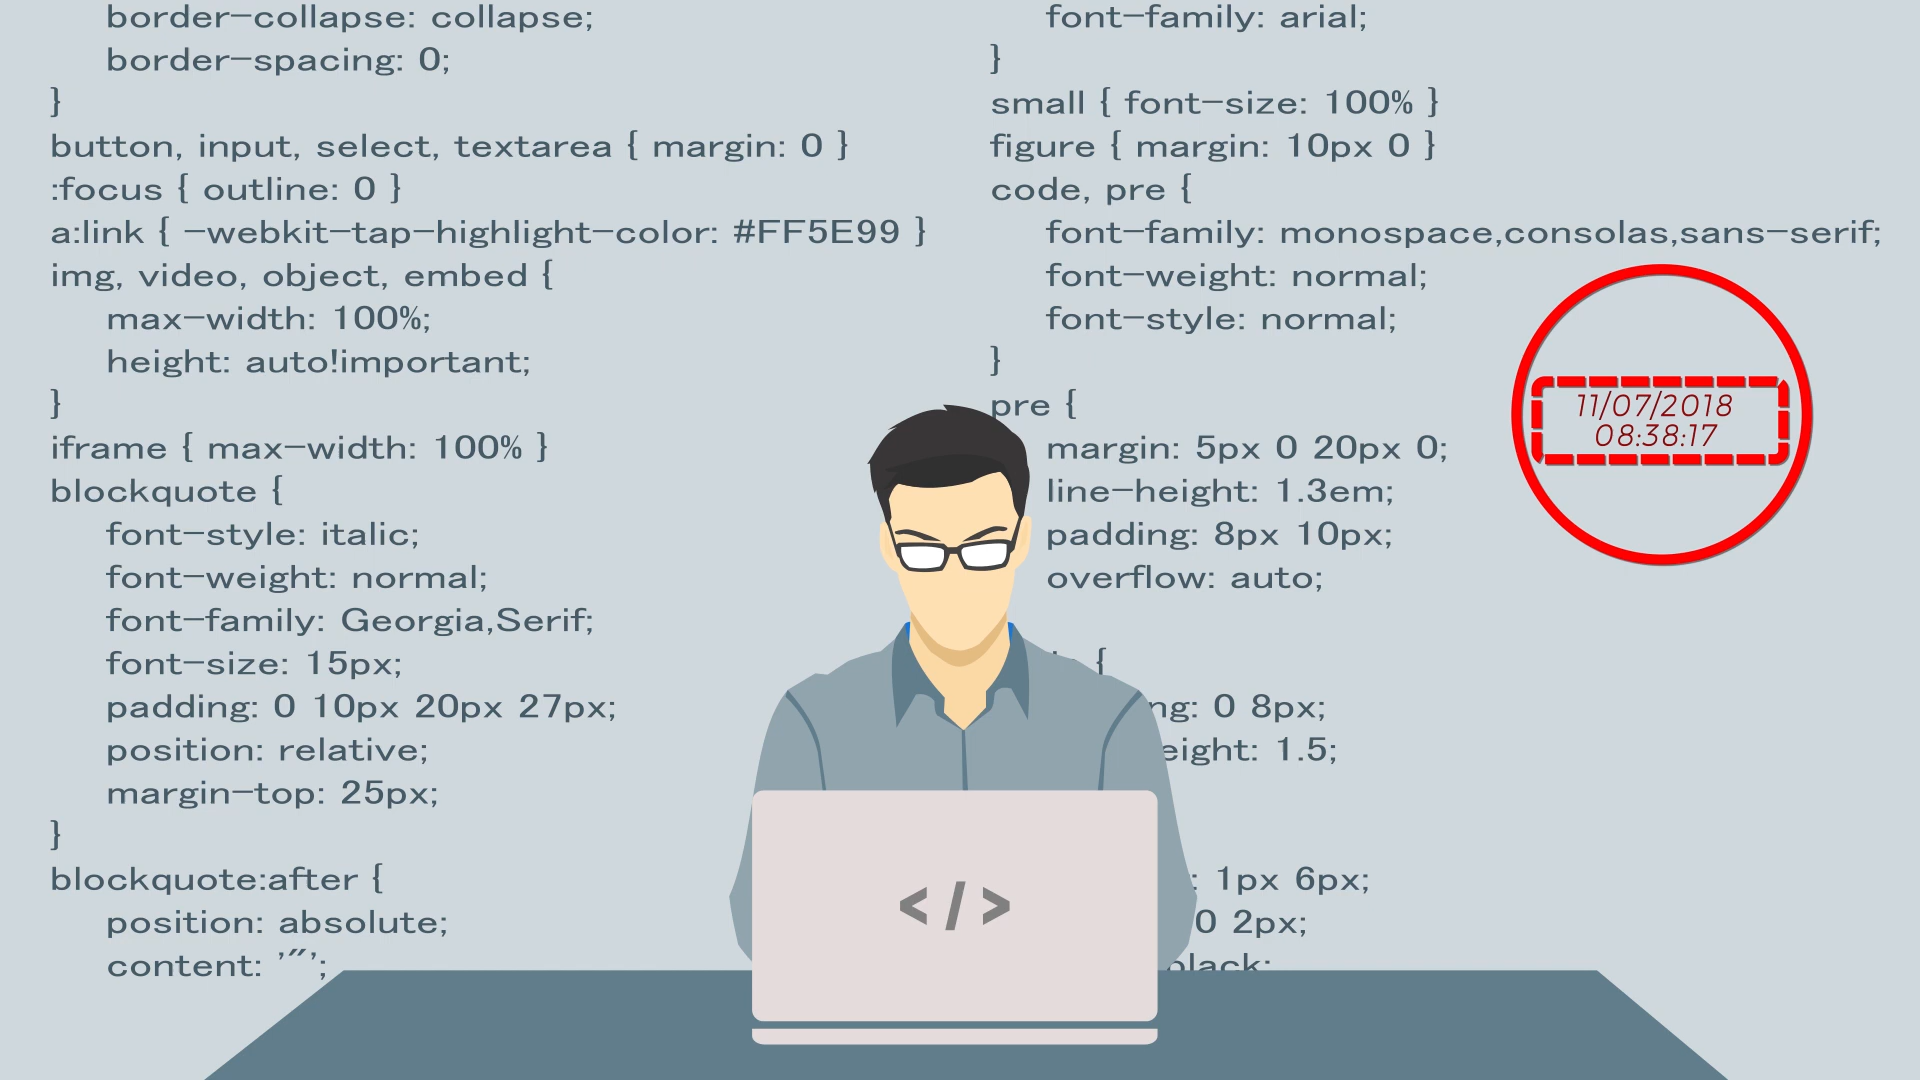 border-collapse: collapse;
border-spacing: 0;
}
button, input, select, textarea { margin: 0 }
:focus { outline: 0 }
a:link { -webkit-tap-highlight-color: #FF5E99 }
img, video, object, embed {
max-width: 100%;
height: auto!important;
}
iframe { max-width: 100% }
blockquote {
font-style: italic;
font-weight: normal;
font-family: Georgia,Serif;
font-size: 15px;
padding: 0 10px 20px 27px;
position: relative;
margin-top: 25px;
}
blockquote:after {
position: absolute;
content: '"';
font-family: arial;
}
small { font-size: 100% }
figure { margin: 10px 0 }
code, pre {
font-family: monospace,consolas,sans-serif;
font-weight: normal;
font-style: normal;
}
pre {
margin: 5px 0 20px 0;
line-height: 1.3em;
padding: 8px 10px;
overflow: auto;
{
ng: 0 8px;
eight: 1.5;
: 1px 6px;
0 2px;
black;
11/07/2018
08:38:17
</>